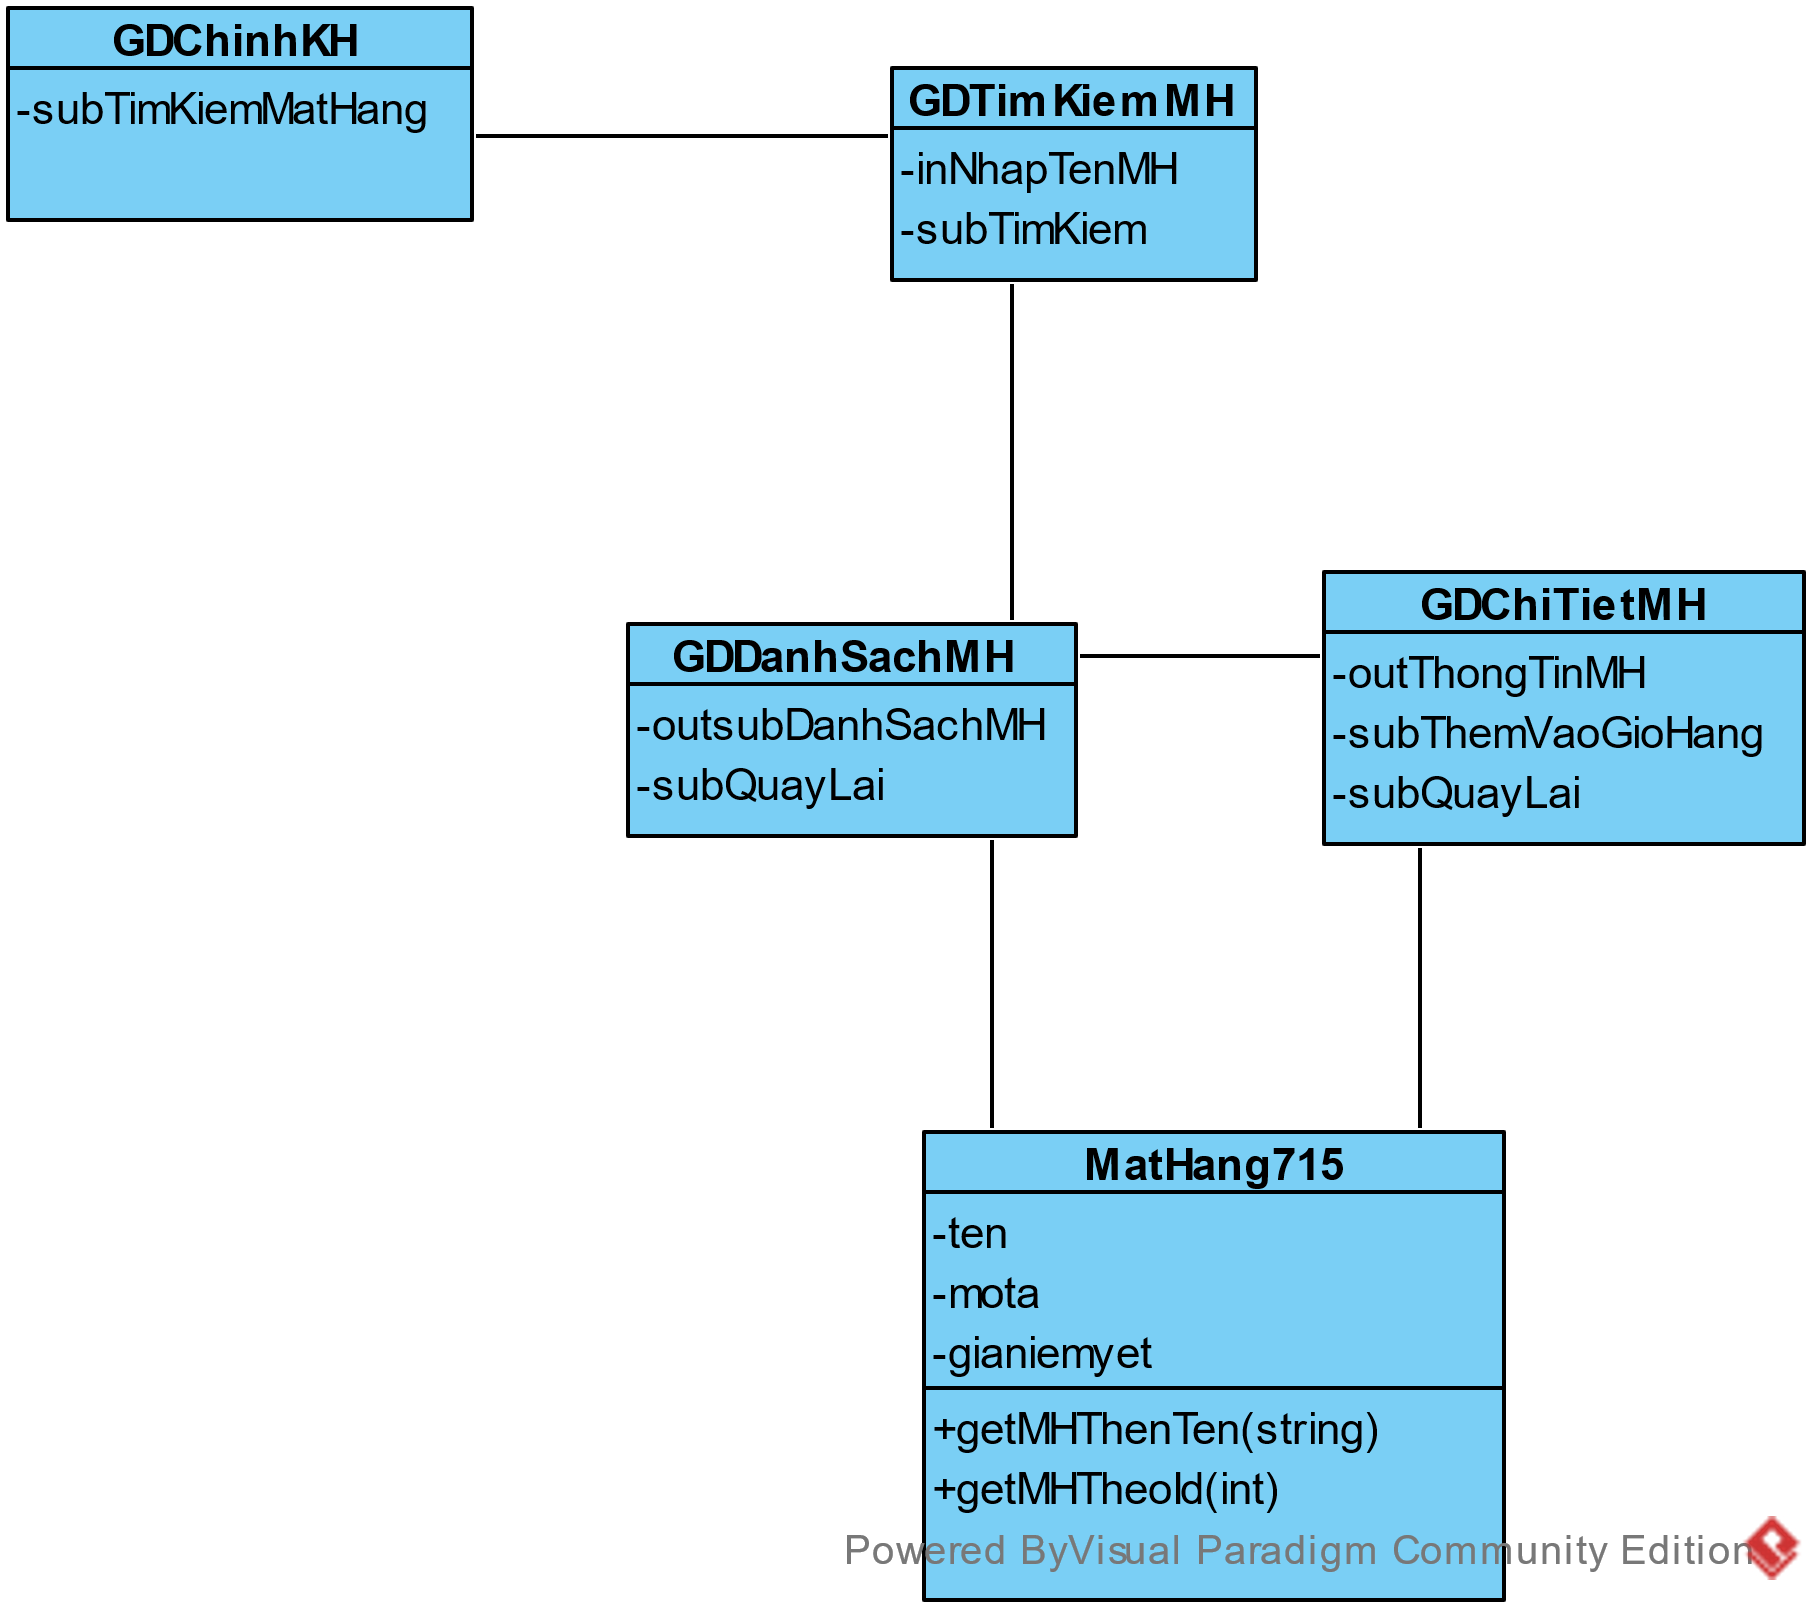 GDChinhKH
-subTimKiemMatHang
GDTimKiemMH
-inNhapTenMH
-subTimKiem
GDDanhSachMH
-outsubDanhSachMH
-subQuayLai
GDChiTietMH
-outThongTinMH
-subThemVaoGioHang
-subQuayLai
MatHang715
-ten
-mota
-gianiemyet
+getMHThenTen(string)
+getMHTheoId(int)
Powered ByVisual Paradigm Community Edition